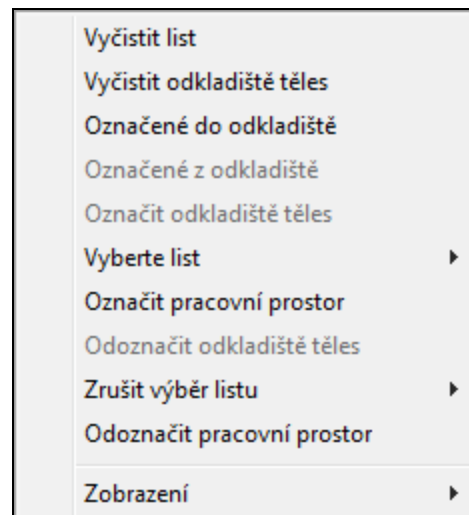 Vyčistit list
Vyčistit odkladiště těles
Označené do odkladiště
Označené z odkladiště
Označit odkladiště těles
Vyberte list
Označit pracovní prostor
Odoznačit odkladiště těles
Zrušit výběr listu
Odoznačit pracovní prostor
Zobrazení